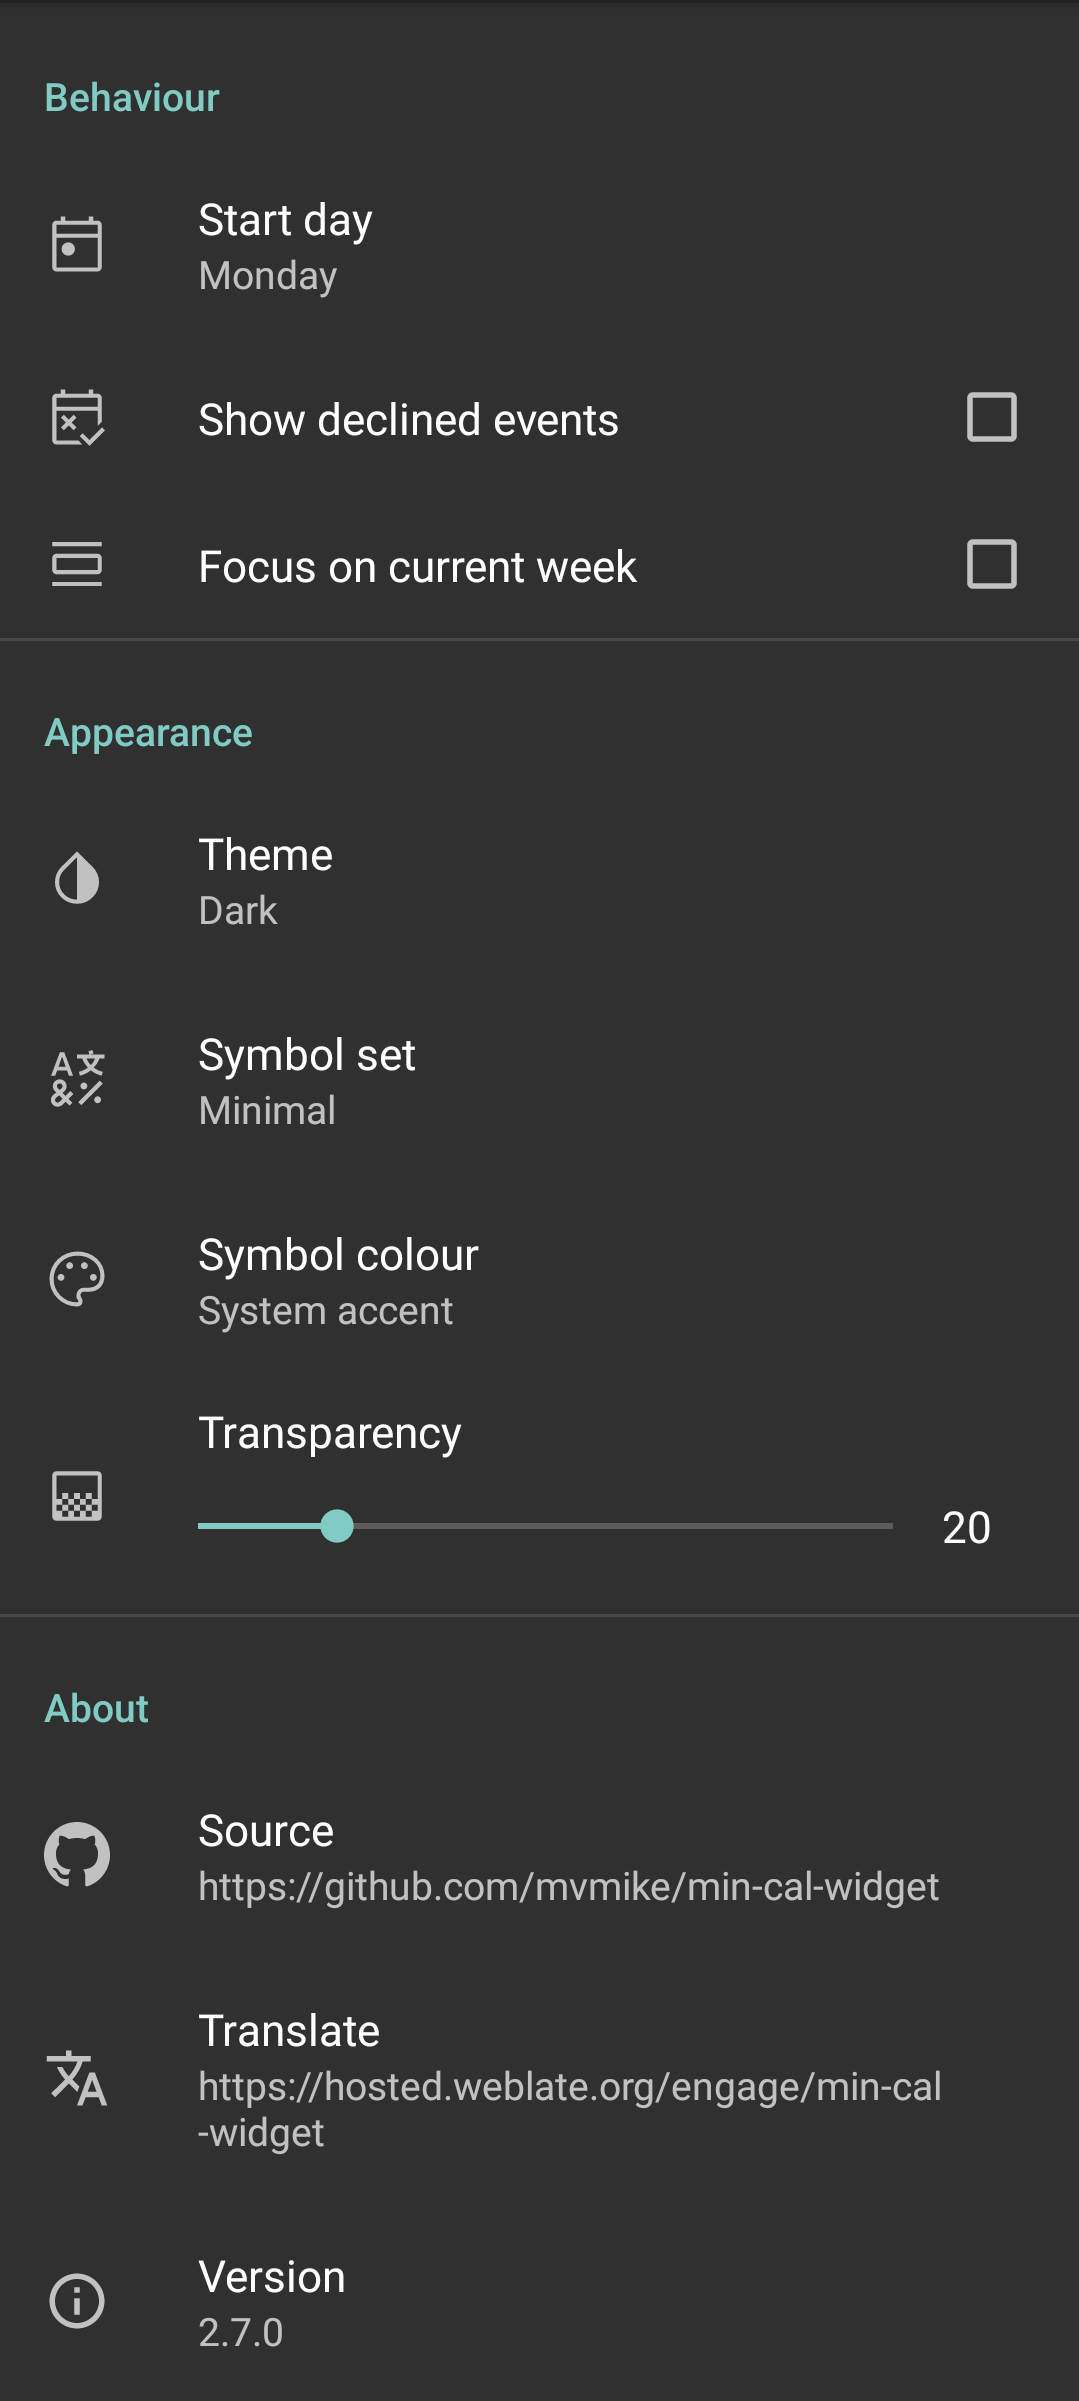 Behaviour
Start day
Monday
Show declined events
Focus on current week
Appearance
Theme
Dark
Symbol set
Minimal
Symbol colour
System accent
Transparency
20
About
Source
https://github.com/mvmike/min-cal-widget
Translate
https://hosted.weblate.org/engage/min-cal
-widget
Version
2.7.0